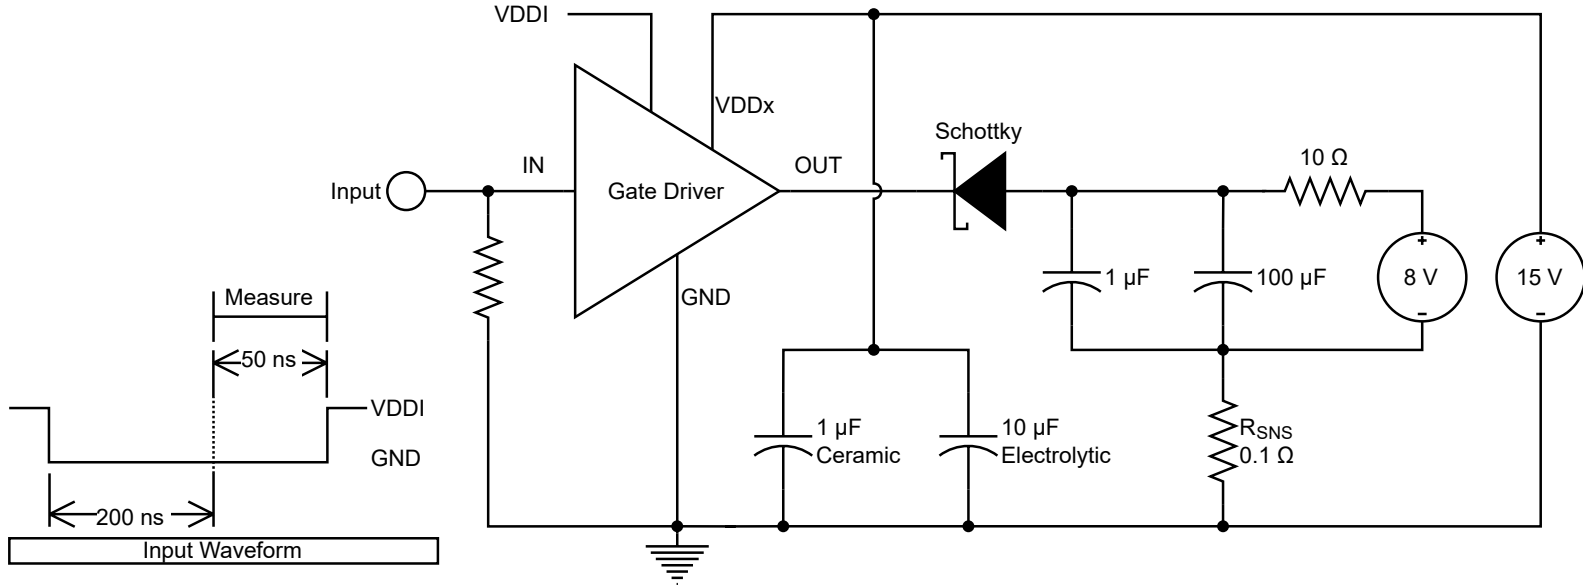 VDDI
VDDx
Schottky
10 Ω
IN
OUT
Input
Gate Driver
+
+
1 µF
100 µF
8 V
15 V
−
−
GND
Measure
50 ns
VDDI
GND
1 µF
Ceramic
10 µF
Electrolytic
RSNS
0.1 Ω
200 ns
Input Waveform